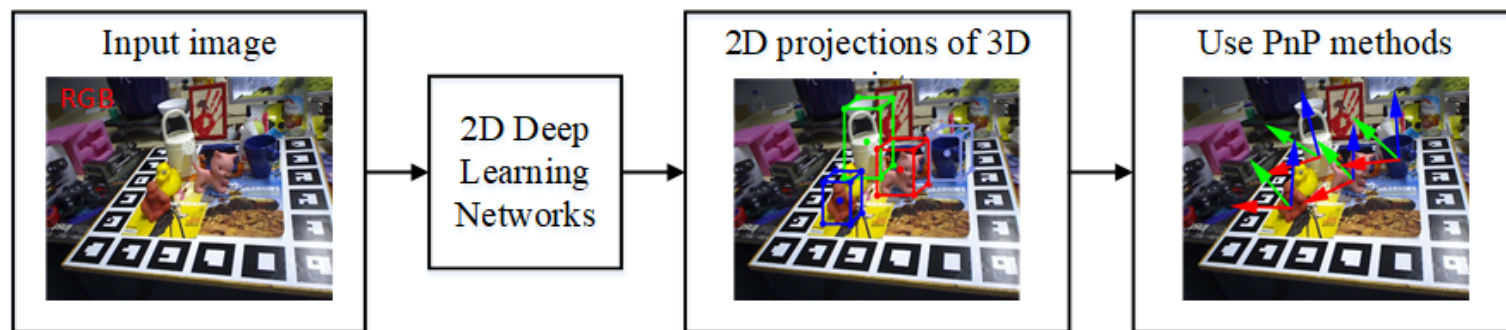 Input image
RGB
2D Deep
Learning
Networks
2D projections of 3D
Use PnP methods